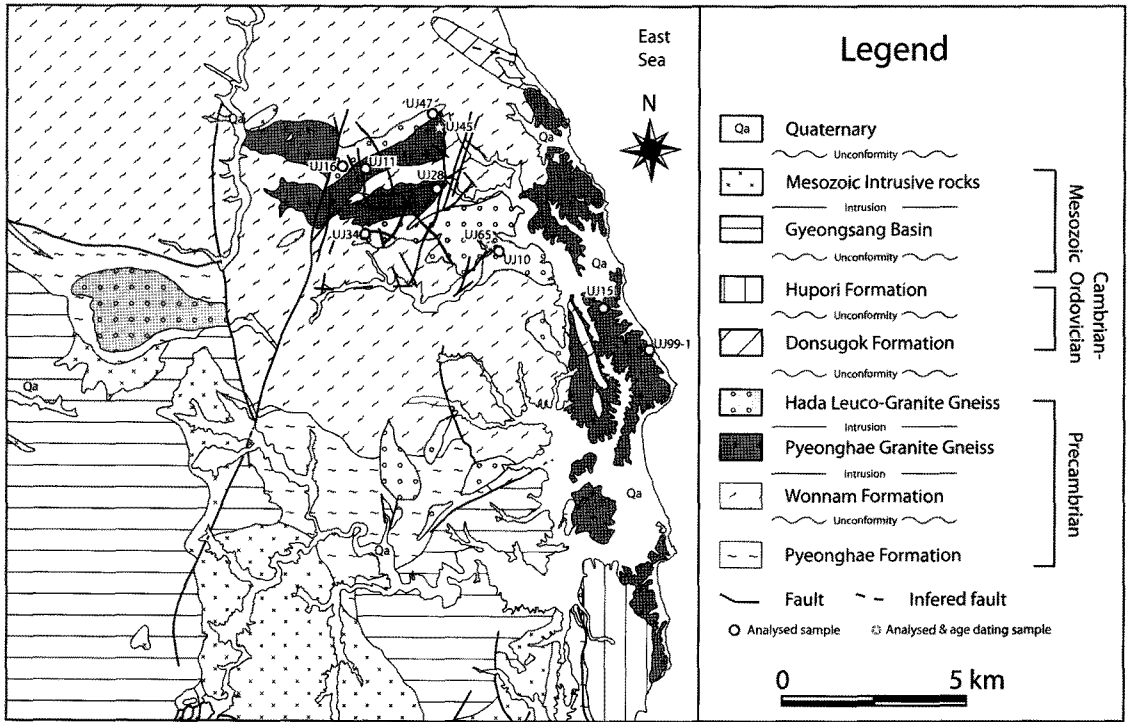 East
Sea
N
Qa
UJ47
UJ45
UJ16
UJ11
UJ28
UJ34
UJ65
UJ10
Qa
Qa
UJ15
UJ99-1
Qa
Qa
Qa
Legend
Qa Quaternary
Unconformity
Mesozoic Intrusive rocks
Intrusion
Gyeongsang Basin
Unconformity
Hupori Formation
Unconformity
Donsugok Formation
Unconformity
Hada Leuco-Granite Gneiss
Intrusion
Pyeonghae Granite Gneiss
Intrusion
Wonnam Formation
Unconformity
Pyeonghae Formation
Mesozoic
Cambrian-
Ordovician
Precambrian
Fault Infered fault
Analysed sample Analysed & age dating sample
0 5 km